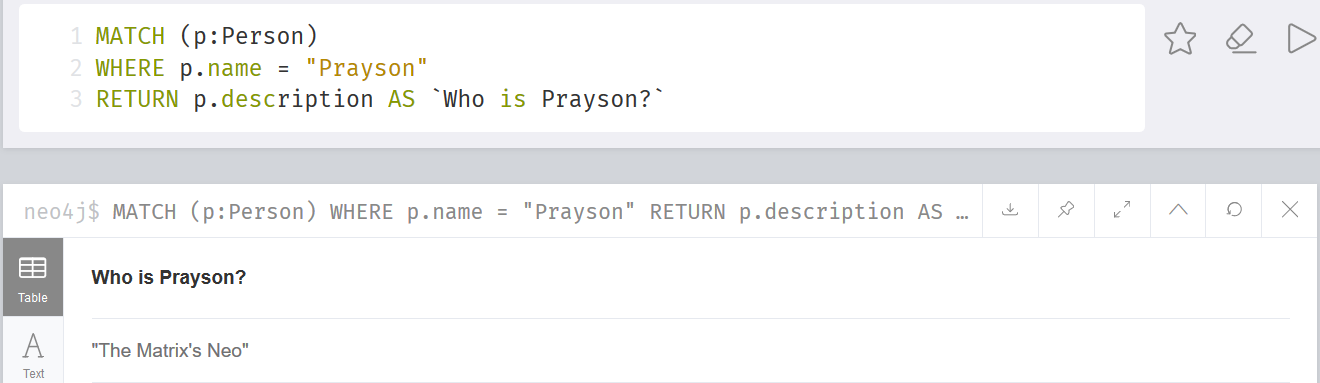 1 MATCH (p:Person)
2 WHERE p.name = "Prayson"
3 RETURN p.description AS `Who is Prayson?`
neo4j$ MATCH (p:Person) WHERE p.name = "Prayson" RETURN p.description AS …
Who is Prayson?
Table
"The Matrix's Neo"
A
Text